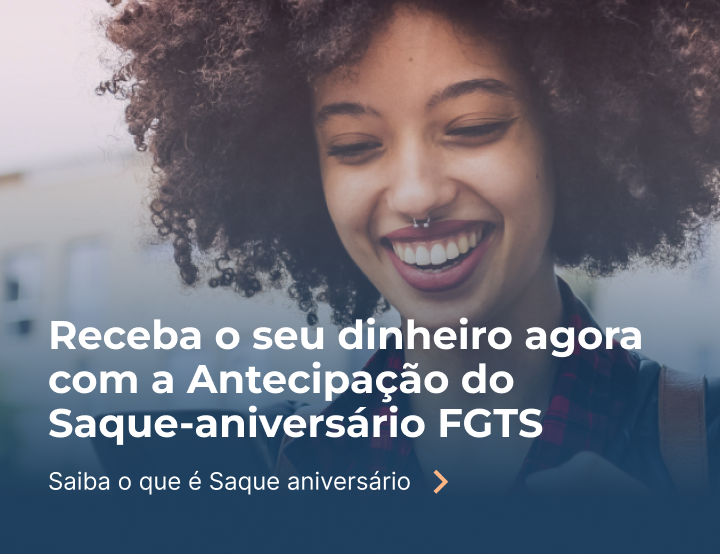 Receba o seu dinheiro agora
com a Antecipação do
Saque-aniversário FGTS
Saiba o que é Saque aniversário